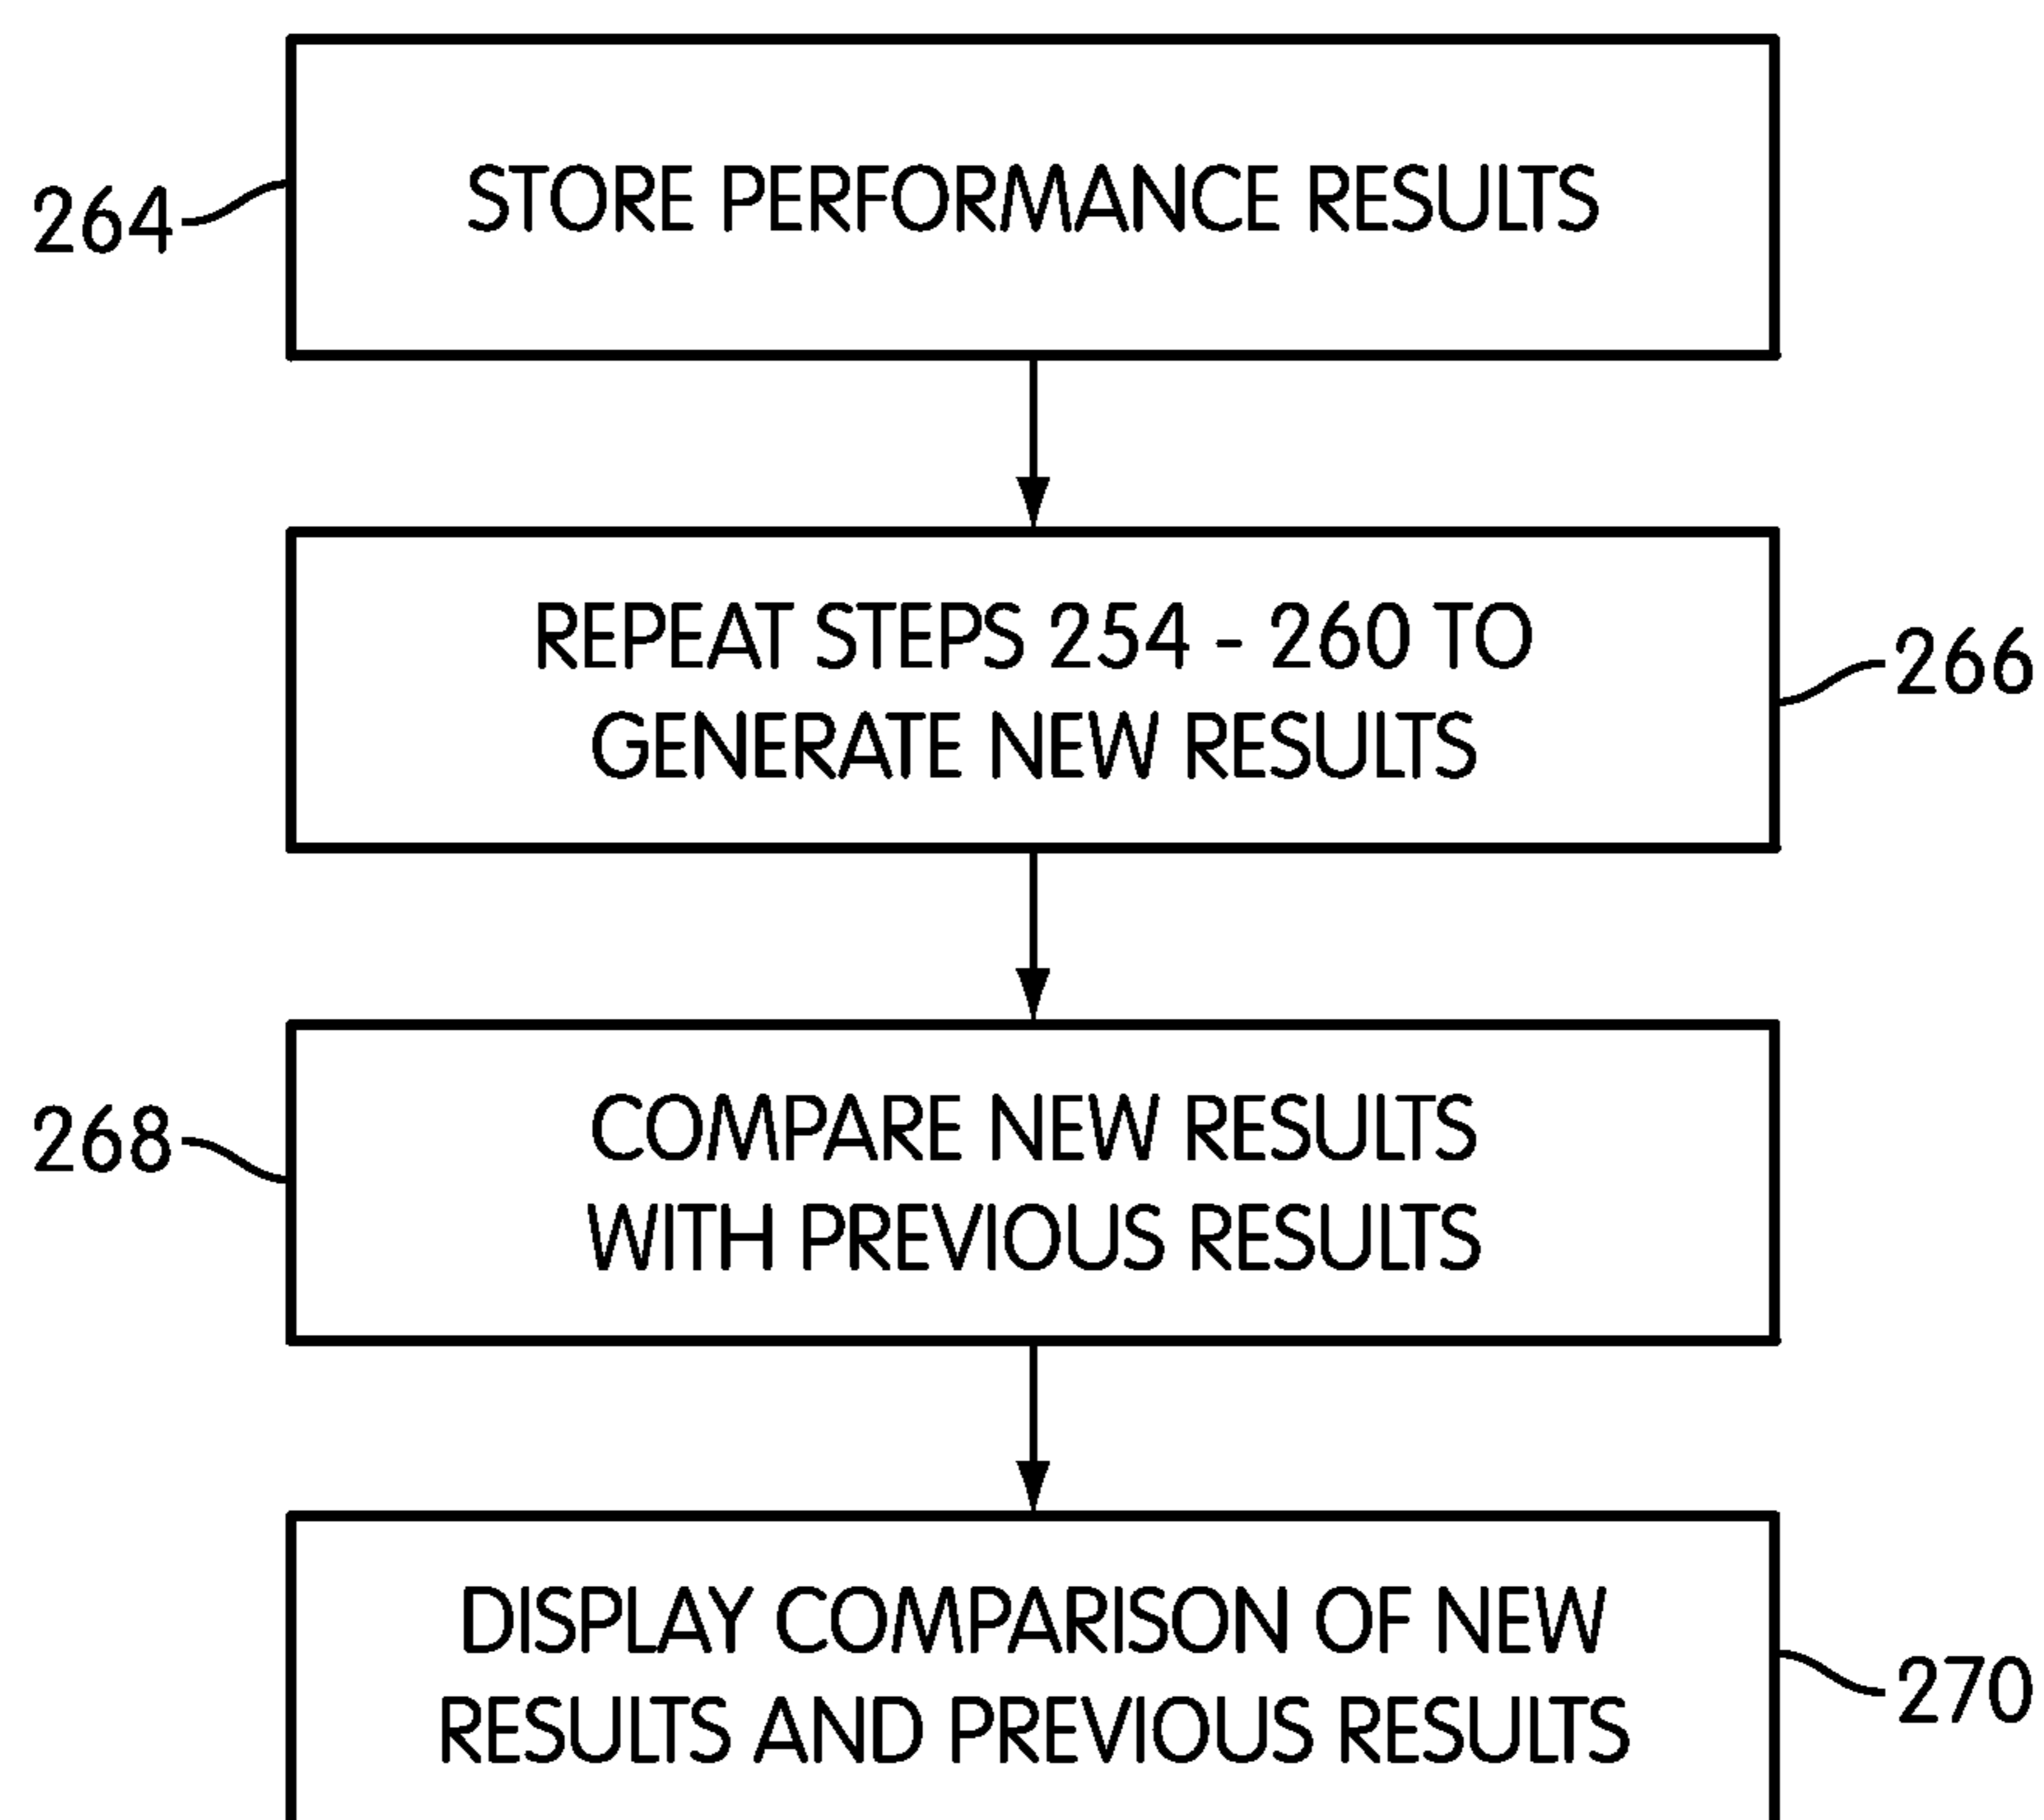 264
STORE PERFORMANCE RESULTS
REPEAT STEPS 254 - 260 TO
GENERATE NEW RESULTS
266
268
COMPARE NEW RESULTS
WITH PREVIOUS RESULTS
DISPLAY COMPARISON OF NEW
RESULTS AND PREVIOUS RESULTS
270